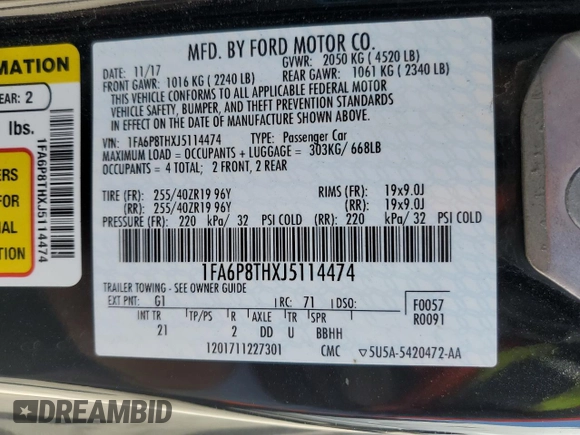 MFD. BY FORD MOTOR CO.
DATE: 11/17
GVWR: 2050 KG ( 4520 LB)
FRONT GAWR: 1016 KG ( 2240 LB)
REAR GAWR: 1061 KG ( 2340 LB)
THIS VEHICLE CONFORMS TO ALL APPLICABLE FEDERAL MOTOR
VEHICLE SAFETY, BUMPER, AND THEFT PREVENTION STANDARDS
IN EFFECT ON THE DATE OF MANUFACTURE SHOWN ABOVE.
VIN: 1FA6P8THXJ5114474 TYPE: Passenger Car
MAXIMUM LOAD = OCCUPANTS + LUGGAGE = 303KG/ 668LB
OCCUPANTS = 4 TOTAL; 2 FRONT, 2 REAR
TIRE (FR): 255/40ZR19 96Y RIMS (FR): 19x9.0J
(RR): 255/40ZR19 96Y (RR): 19x9.0J
PRESSURE (FR): 220 kPa/ 32 PSI COLD (RR): 220 kPa/ 32 PSI COLD
1FA6P8THXJ5114474
TRAILER TOWING - SEE OWNER GUIDE
EXT PNT: G1 RC: 71 DSO:
F0057
R0091
INT TR TP/PS R AXLE TR SPR
21 2 DD U BBHH
1201711227301 CMC ▽5U5A-5420472-AA
MATION
EAR: 2
lbs.
1FA6P8THXJ5114474
DREAMBID